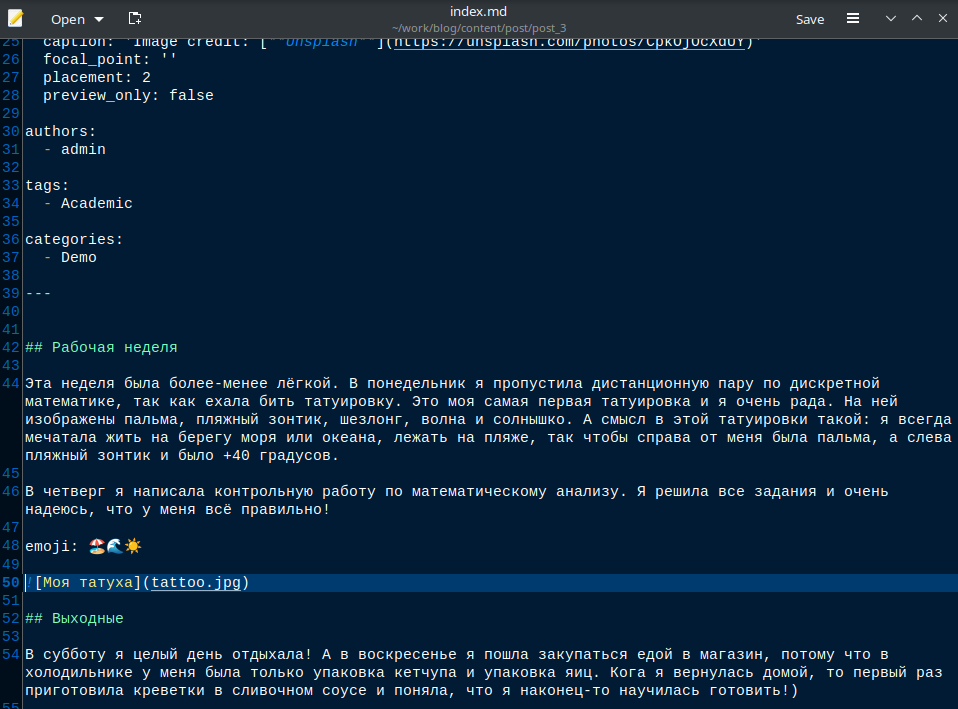 Open
index.md
~/work/blog/content/post/post_3
Save
25 caption: 'Image credit: [**Unsplash**](https://unsplash.com/photos/CpkOjOcXdUY)'
26 focal_point: ''
27 placement: 2
28 preview_only: false
29
30 authors:
31 - admin
32
33 tags:
34 - Academic
35
36 categories:
37 - Demo
38
39 ---
40
41
42 ## Рабочая неделя
43
44 Эта неделя была более-менее лёгкой. В понедельник я пропустила дистанционную пару по дискретной
математике, так как ехала бить татуировку. Это моя самая первая татуировка и я очень рада. На ней
изображены пальма, пляжный зонтик, шезлонг, волна и солнышко. А смысл в этой татуировки такой: я всегда
мечатала жить на берегу моря или океана, лежать на пляже, так чтобы справа от меня была пальма, а слева
пляжный зонтик и было +40 градусов.
45
46 В четверг я написала контрольную работу по математическому анализу. Я решила все задания и очень
надеюсь, что у меня всё правильно!
47
48 emoji: 🏖️🌊☀️
49
50 ![Моя татуха](tattoo.jpg)
51
52 ## Выходные
53
54 В субботу я целый день отдыхала! А в воскресенье я пошла закупаться едой в магазин, потому что в
холодильнике у меня была только упаковка кетчупа и упаковка яиц. Кога я вернулась домой, то первый раз
приготовила креветки в сливочном соусе и поняла, что я наконец-то научилась готовить!)
55